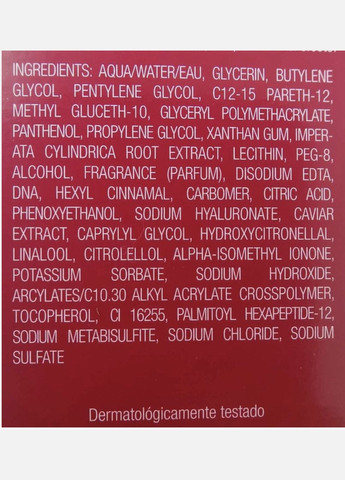 INGREDIENTS: AQUA/WATER/EAU, GLYCERIN, BUTYLENE
GLYCOL, PENTYLENE GLYCOL, C12-15 PARETH-12,
METHYL GLUCETH-10, GLYCERYL POLYMETHACRYLATE,
PANTHENOL, PROPYLENE GLYCOL, XANTHAN GUM, IMPER-
ATA CYLINDRICA ROOT EXTRACT, LECITHIN, PEG-8,
ALCOHOL, FRAGRANCE (PARFUM), DISODIUM EDTA,
DNA, HEXYL CINNAMAL, CARBOMER, CITRIC ACID,
PHENOXYETHANOL, SODIUM HYALURONATE, CAVIAR
EXTRACT, CAPRYLYL GLYCOL, HYDROXYCITRONELLAL,
LINALOOL, CITROLELLOL, ALPHA-ISOMETHYL IONONE,
POTASSIUM SORBATE, SODIUM HYDROXIDE,
ARCYLATES/C10.30 ALKYL ACRYLATE CROSSPOLYMER,
TOCOPHEROL, CI 16255, PALMITOYL HEXAPEPTIDE-12,
SODIUM METABISULFITE, SODIUM CHLORIDE, SODIUM
SULFATE
Dermatológicamente testado